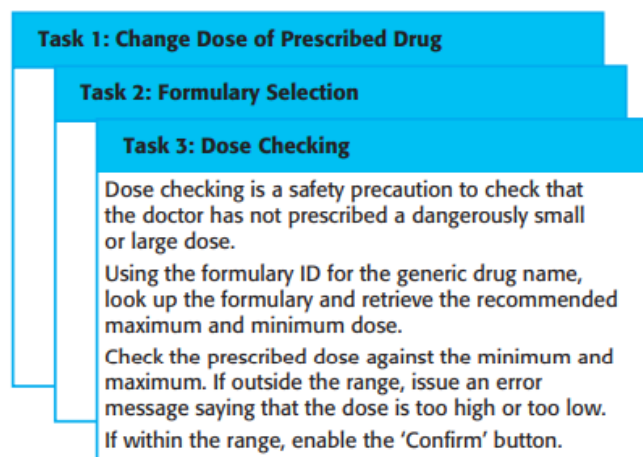 Task 1: Change Dose of Prescribed Drug
Task 2: Formulary Selection
Task 3: Dose Checking
Dose checking is a safety precaution to check that
the doctor has not prescribed a dangerously small
or large dose.
Using the formulary ID for the generic drug name,
look up the formulary and retrieve the recommended
maximum and minimum dose.
Check the prescribed dose against the minimum and
maximum. If outside the range, issue an error
message saying that the dose is too high or too low.
If within the range, enable the ‘Confirm’ button.